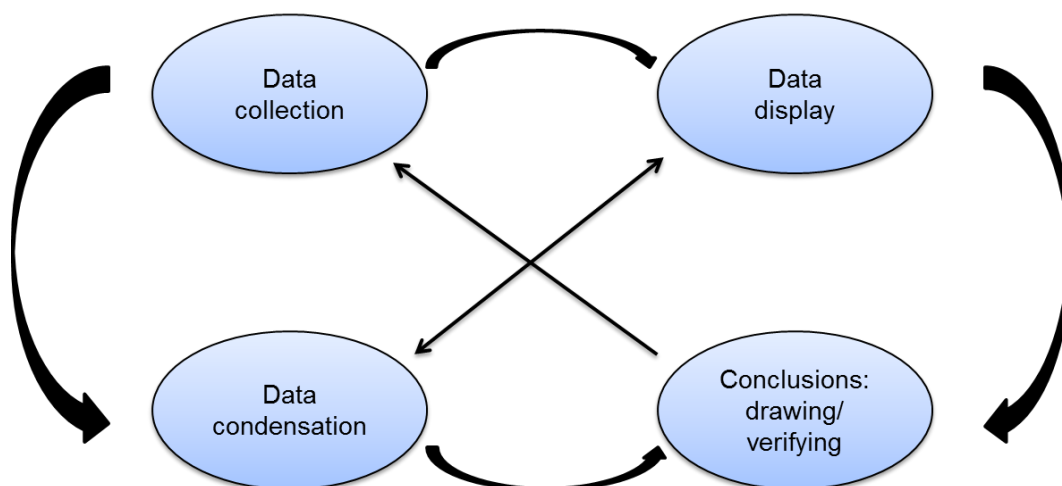 Data
collection
Data
display
Data
condensation
Conclusions:
drawing/
verifying